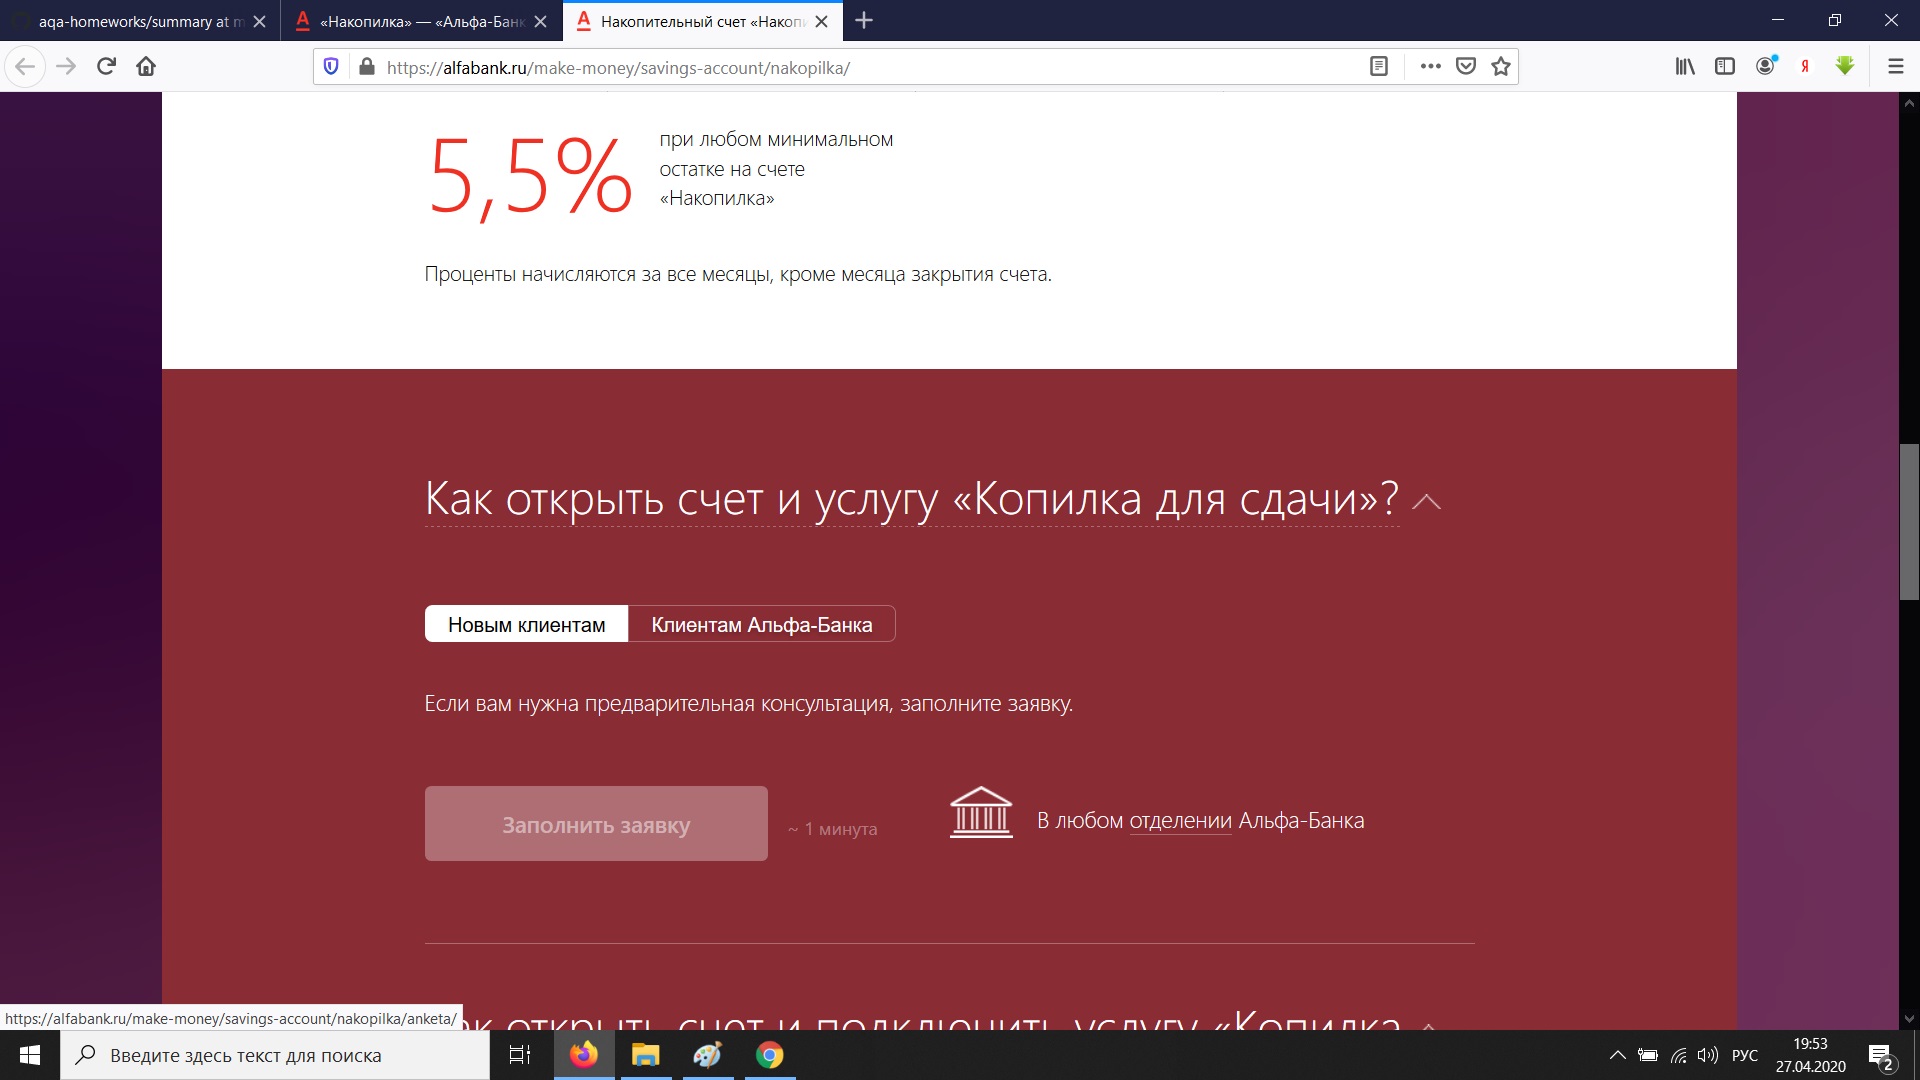 aqa-homeworks/summary at m
«Накопилка» — «Альфа-Банк
Накопительный счет «Накопи
https://alfabank.ru/make-money/savings-account/nakopilka/
5,5%
при любом минимальном
остатке на счете
«Накопилка»
Проценты начисляются за все месяцы, кроме месяца закрытия счета.
Как открыть счет и услугу «Копилка для сдачи»?
Новым клиентам
Клиентам Альфа-Банка
Если вам нужна предварительная консультация, заполните заявку.
Заполнить заявку
~ 1 минута
В любом отделении Альфа-Банка
ак открыть счет и подключить услугу «Копилка
https://alfabank.ru/make-money/savings-account/nakopilka/anketa/
Введите здесь текст для поиска
РУС
19:53
27.04.2020
2